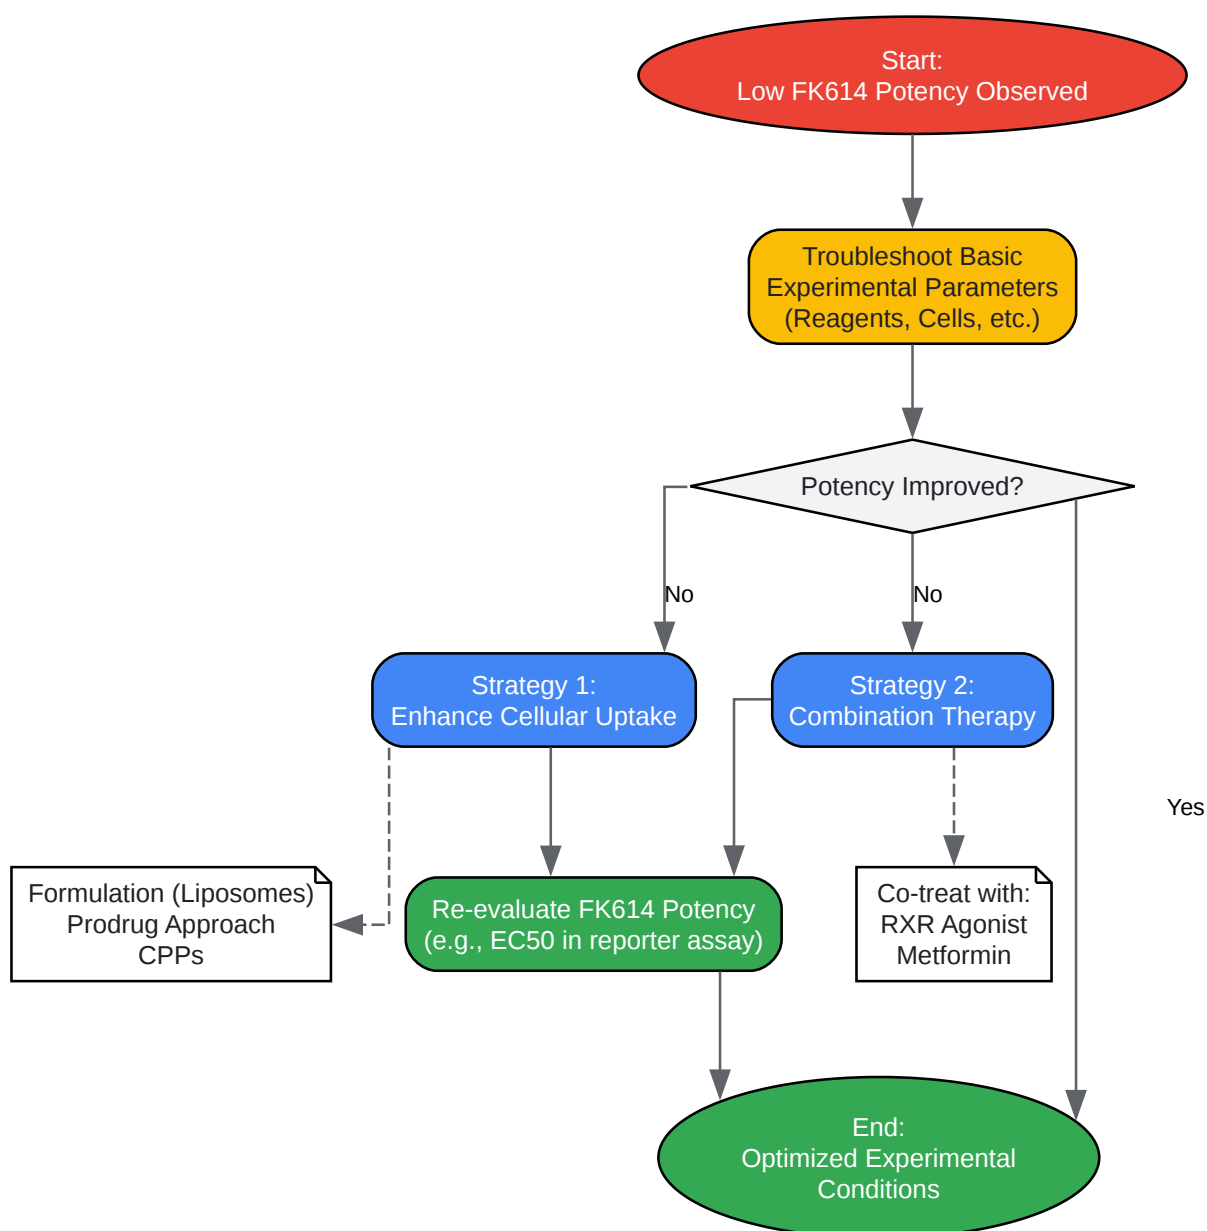 Start:
Low FK614 Potency Observed
Troubleshoot Basic
Experimental Parameters
(Reagents, Cells, etc.)
Potency Improved?
No
No
Strategy 1:
Enhance Cellular Uptake
Strategy 2:
Combination Therapy
Yes
Formulation (Liposomes)
Prodrug Approach
CPPs
Re-evaluate FK614 Potency
(e.g., EC50 in reporter assay)
Co-treat with:
RXR Agonist
Metformin
End:
Optimized Experimental
Conditions